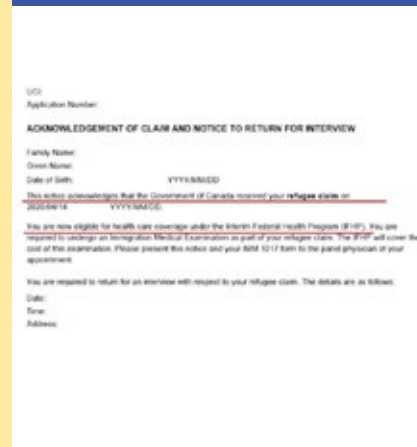 UCI:
Application Number:
ACKNOWLEDGEMENT OF CLAIM AND NOTICE TO RETURN FOR INTERVIEW
Family Name:
Given Name:
Date of Birth: YYYY/MM/DD
This notice acknowledges that the Government of Canada received your refugee claim on
2020/04/14 YYYY/MM/DD.
You are now eligible for health care coverage under the Interim Federal Health Program (IFHP). You are
required to undergo an Immigration Medical Examination as part of your refugee claim. The IFHP will cover the
cost of this examination. Please present this notice and your IMM 1017 form to the panel physician at your
appointment.
You are required to return for an interview with respect to your refugee claim. The details are as follows:
Date:
Time:
Address: